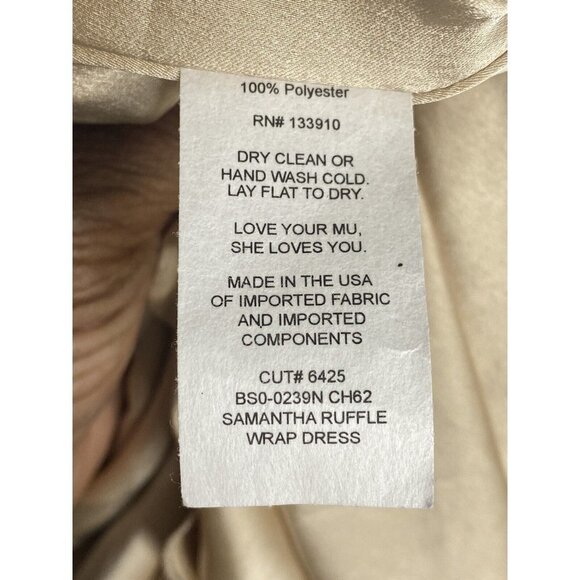 100% Polyester
RN# 133910
DRY CLEAN OR
HAND WASH COLD.
LAY FLAT TO DRY.
LOVE YOUR MU,
SHE LOVES YOU.
MADE IN THE USA
OF IMPORTED FABRIC
AND IMPORTED
COMPONENTS
CUT# 6425
BS0-0239N CH62
SAMANTHA RUFFLE
WRAP DRESS